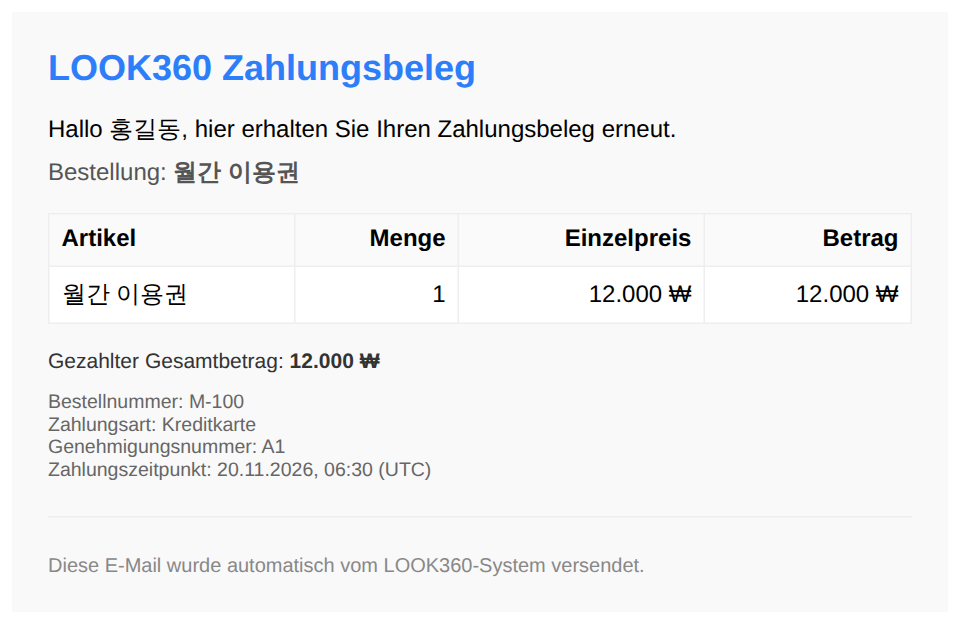 LOOK360 Zahlungsbeleg
Hallo 홍길동, hier erhalten Sie Ihren Zahlungsbeleg erneut.
Bestellung: 월간 이용권
Artikel Menge Einzelpreis Betrag
월간 이용권 1 12.000 ₩ 12.000 ₩
Gezahlter Gesamtbetrag: 12.000 ₩
Bestellnummer: M-100
Zahlungsart: Kreditkarte
Genehmigungsnummer: A1
Zahlungszeitpunkt: 20.11.2026, 06:30 (UTC)
Diese E-Mail wurde automatisch vom LOOK360-System versendet.